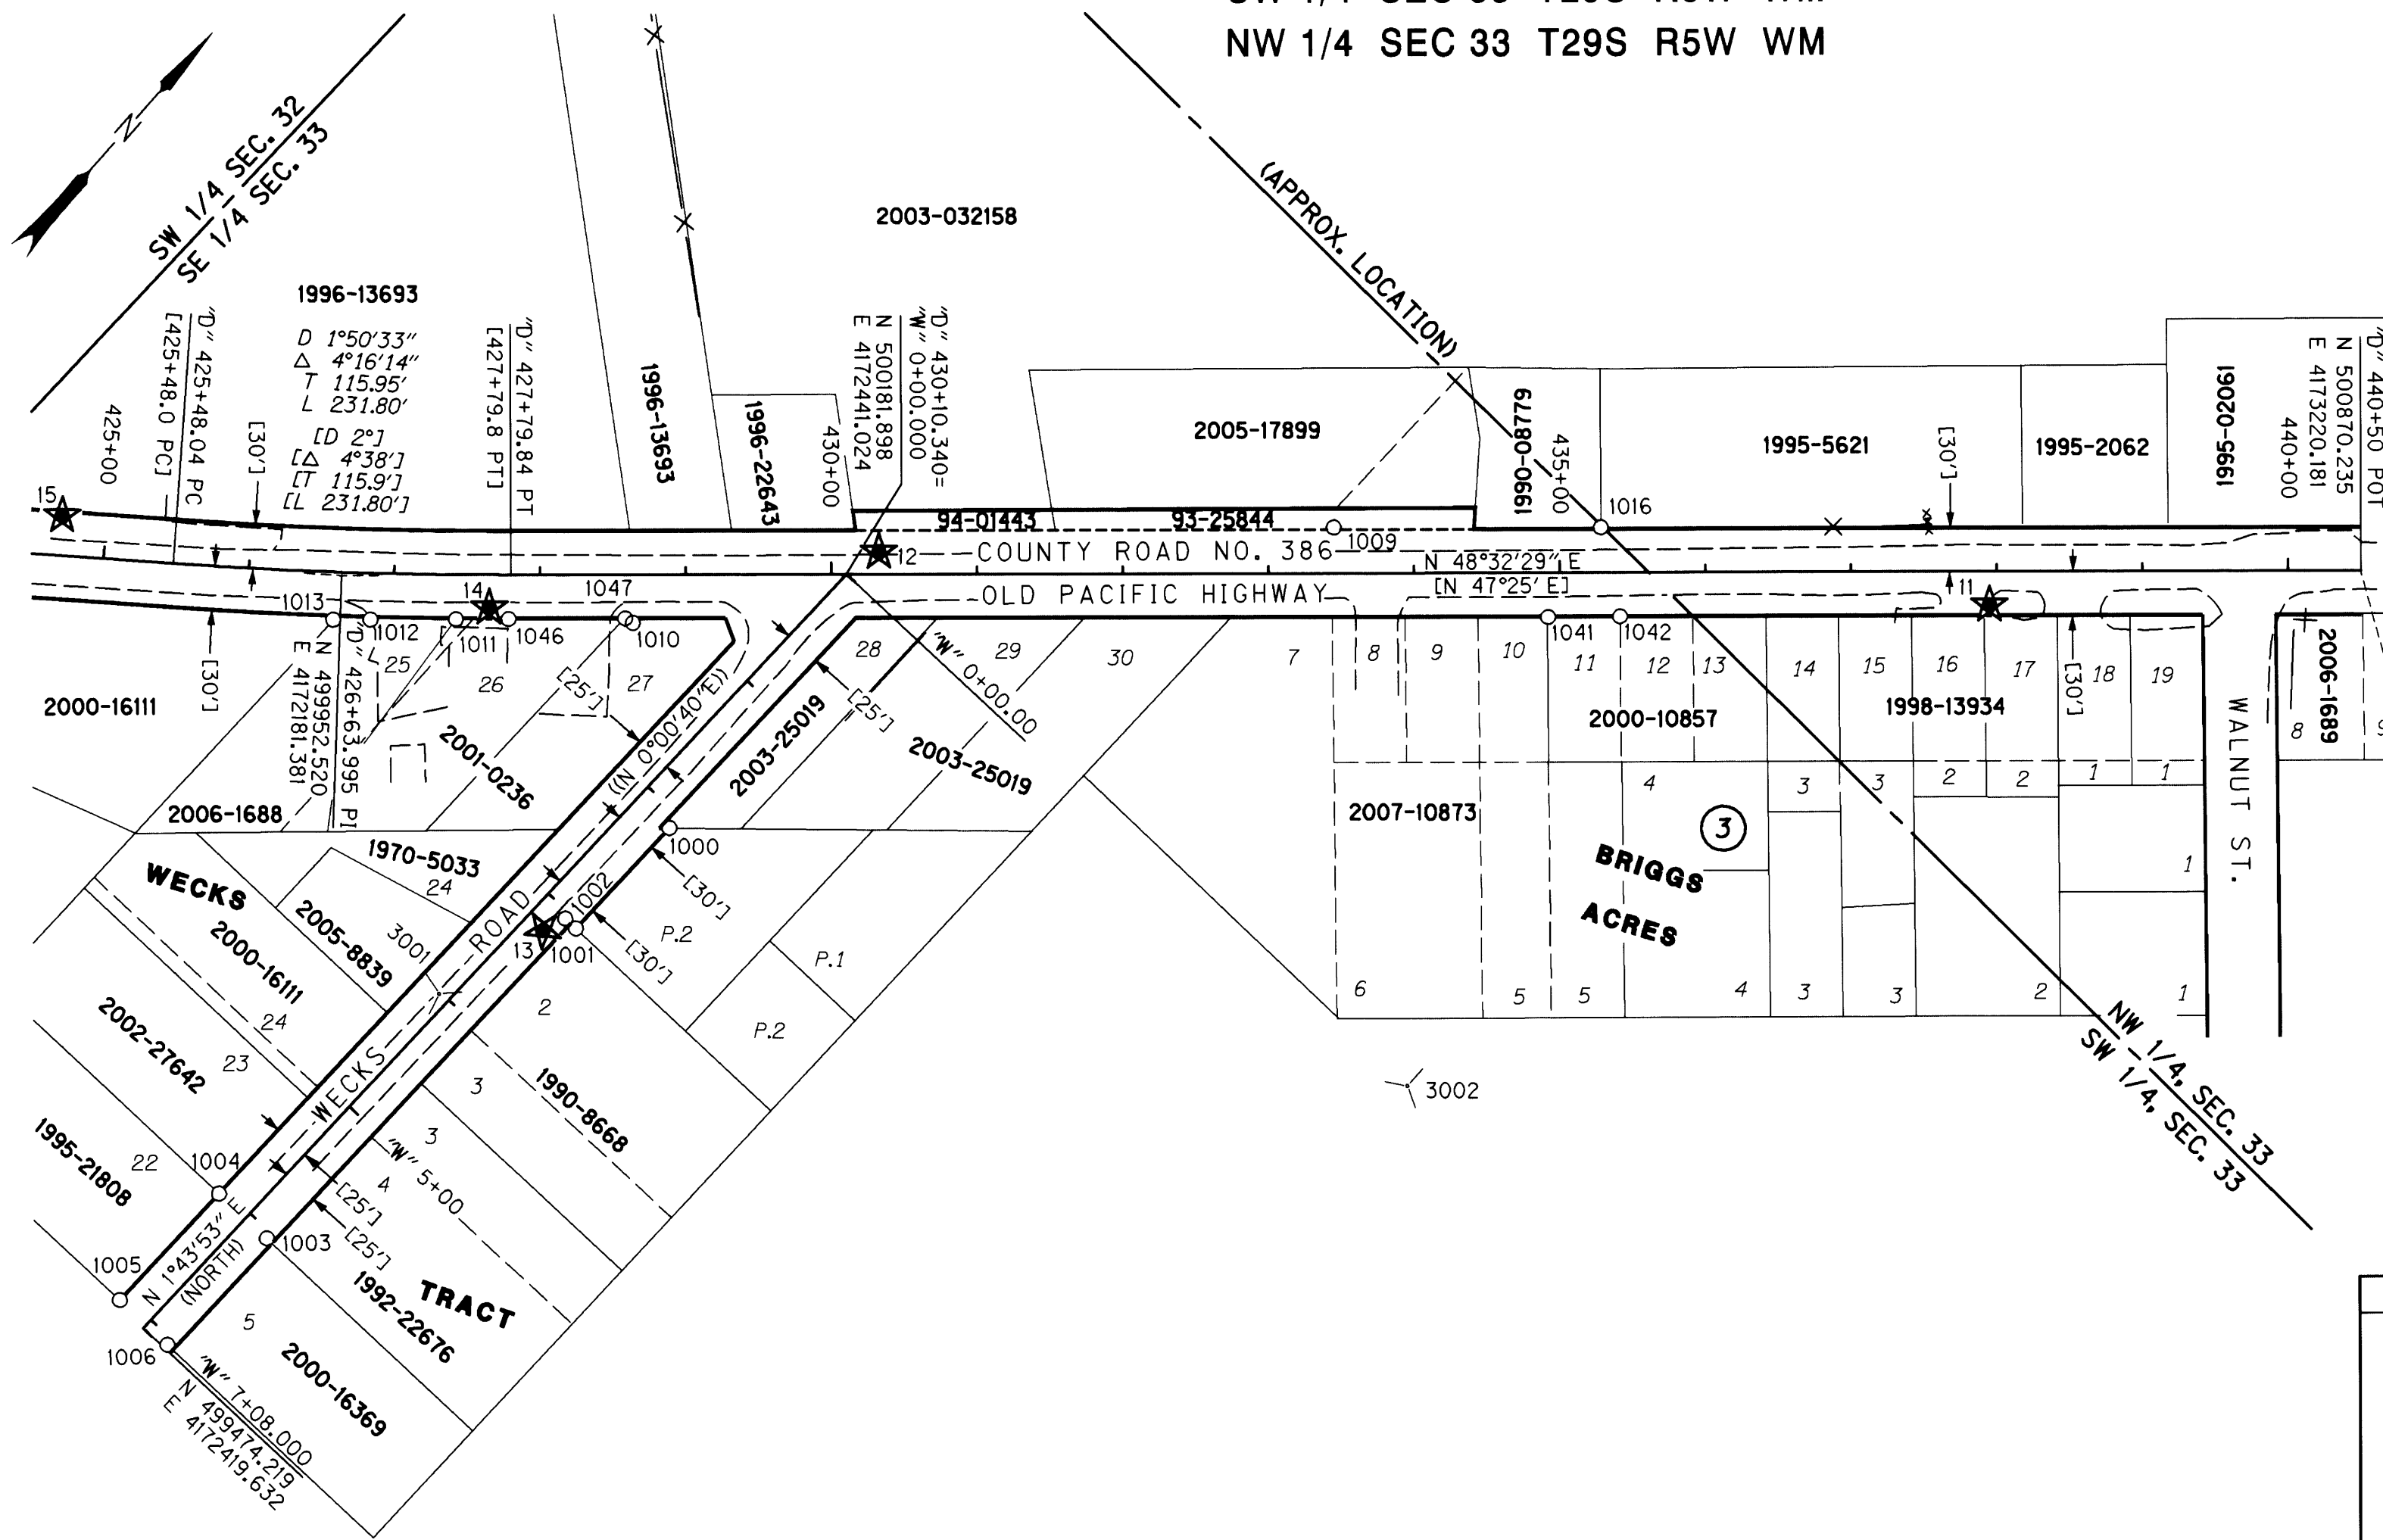 NW 1/4 SEC 33 T29S R5W WM
N
SW 1/4 SEC. 32
SE 1/4 SEC. 33
2003-032158
(APPROX. LOCATION)
1996-13693
D 1°50'33"
Δ 4°16'14"
T 115.95'
L 231.80'
[D 2°]
[Δ 4°38']
[T 115.9']
[L 231.80']
425+00
"D" 425+48.04 PC
[425+48.0 PC]
[30']
"D" 427+79.84 PT
[427+79.8 PT]
1996-13693
1996-22643
430+00
"D" 430+10.340=
"W" 0+00.000
N 500181.898
E 4172441.024
2005-17899
1990-08779
435+00
1016
1995-5621
[30']
1995-2062
1995-02061
"D" 440+50 POT
N 500870.235
E 4173220.181
440+00
15
94-01443
93-25844
12
COUNTY ROAD NO. 386
1009
N 48°32'29" E
[N 47°25' E]
OLD PACIFIC HIGHWAY
11
1013
1012
14
1011
1046
1047
1010
1041
1042
[30']
"D" 426+63.995 PI
N 499952.520
E 4172181.381
25
26
27
[25']
28
29
30
7
8
9
10
11
12
13
14
15
16
17
18
19
[30']
2000-16111
2001-0236
((N 0°00'40"E))
2003-25019
[25']
"W" 0+00.00
2003-25019
2000-10857
1998-13934
WALNUT ST.
8
2006-1689
9
2006-1688
1970-5033
24
1000
[30']
2007-10873
4
3
3
3
2
2
1
1
1
BRIGGS
ACRES
WECKS
2005-8839
2000-16111
24
3001
WECKS ROAD
1002
13
1001
[30']
P.2
P.1
P.2
2
6
5
5
4
3
3
2
1
2002-27642
23
3
1990-8668
3
4
"W" 5+00
3002
NW 1/4, SEC. 33
SW 1/4, SEC. 33
1995-21808
22
1004
[25']
[25']
1003
1005
N 1°43'53" E
(NORTH)
1992-22676
TRACT
5
2000-16369
1006
"W" 7+08.000
N 499474.219
E 4172419.632